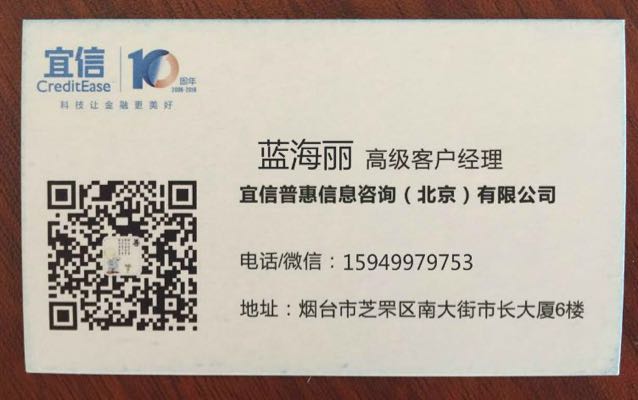 宜信
CreditEase
10 周年
2006-2016
科技让金融更美好
蓝海丽 高级客户经理
宜信普惠信息咨询（北京）有限公司
电话/微信：15949979753
地址：烟台市芝罘区南大街市长大厦6楼